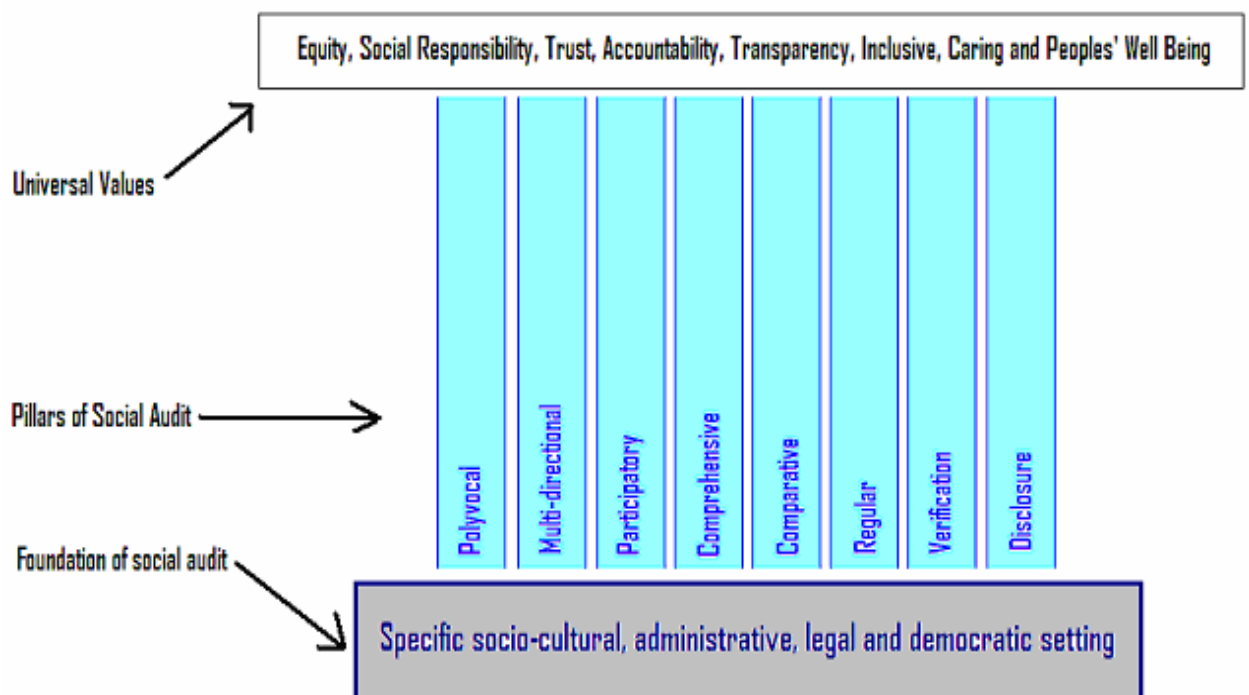 Equity, Social Responsibility, Trust, Accountability, Transparency, Inclusive, Caring and Peoples' Well Being
Universal Values
Pillars of Social Audit
Polyvocal
Multi-directional
Participatory
Comprehensive
Comparative
Regular
Verification
Disclosure
Foundation of social audit
Specific socio-cultural, administrative, legal and democratic setting